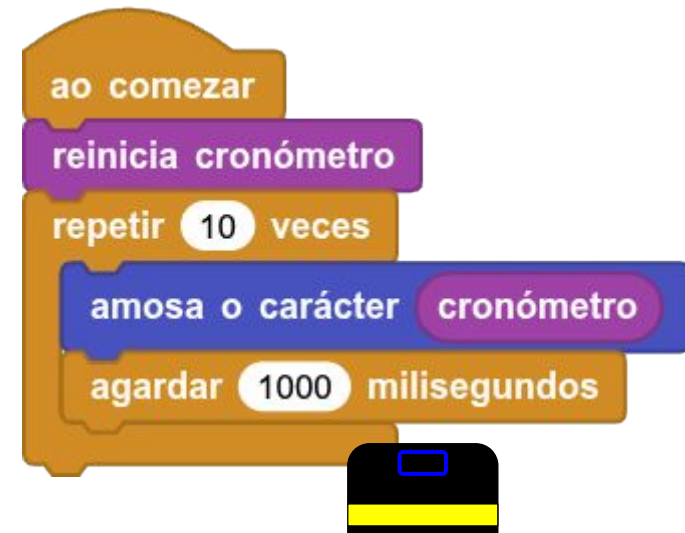 ao comezar
reinicia cronómetro
repetir 10 veces
amosa o carácter cronómetro
agardar 1000 milisegundos